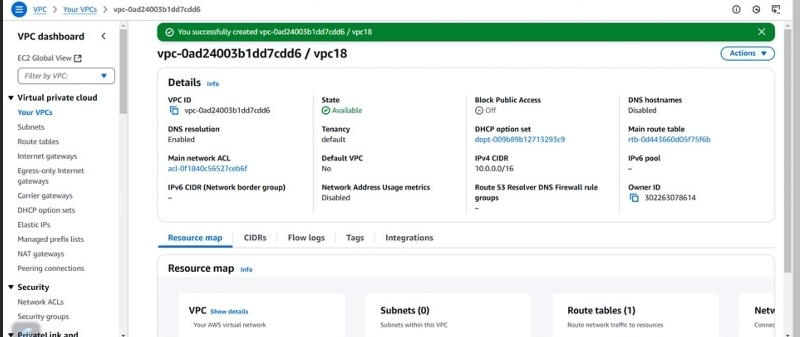 VPC > Your VPCs > vpc-0ad24003b1dd7cdd6
VPC dashboard
EC2 Global View
Filter by VPC:
Virtual private cloud
Your VPCs
Subnets
Route tables
Internet gateways
Egress-only Internet
gateways
Carrier gateways
DHCP option sets
Elastic IPs
Managed prefix lists
NAT gateways
Peering connections
Security
Network ACLs
Security groups
PrivateLink and
You successfully created vpc-0ad24003b1dd7cdd6 / vpc18
vpc-0ad24003b1dd7cdd6 / vpc18
Actions
Details Info
VPC ID
vpc-0ad24003b1dd7cdd6
State
Available
Block Public Access
Off
DNS hostnames
Disabled
DNS resolution
Enabled
Tenancy
default
DHCP option set
dopt-009b89b12713293c9
Main route table
rtb-0d443660d05f75f6b
Main network ACL
acl-0f1840c56527ceb6f
Default VPC
No
IPv4 CIDR
10.0.0.0/16
IPv6 pool
–
IPv6 CIDR (Network border group)
–
Network Address Usage metrics
Disabled
Route 53 Resolver DNS Firewall rule
groups
–
Owner ID
302263078614
Resource map CIDRs Flow logs Tags Integrations
Resource map Info
VPC Show details
Your AWS virtual network
Subnets (0)
Subnets within this VPC
Route tables (1)
Route network traffic to resources
Netw
Connec